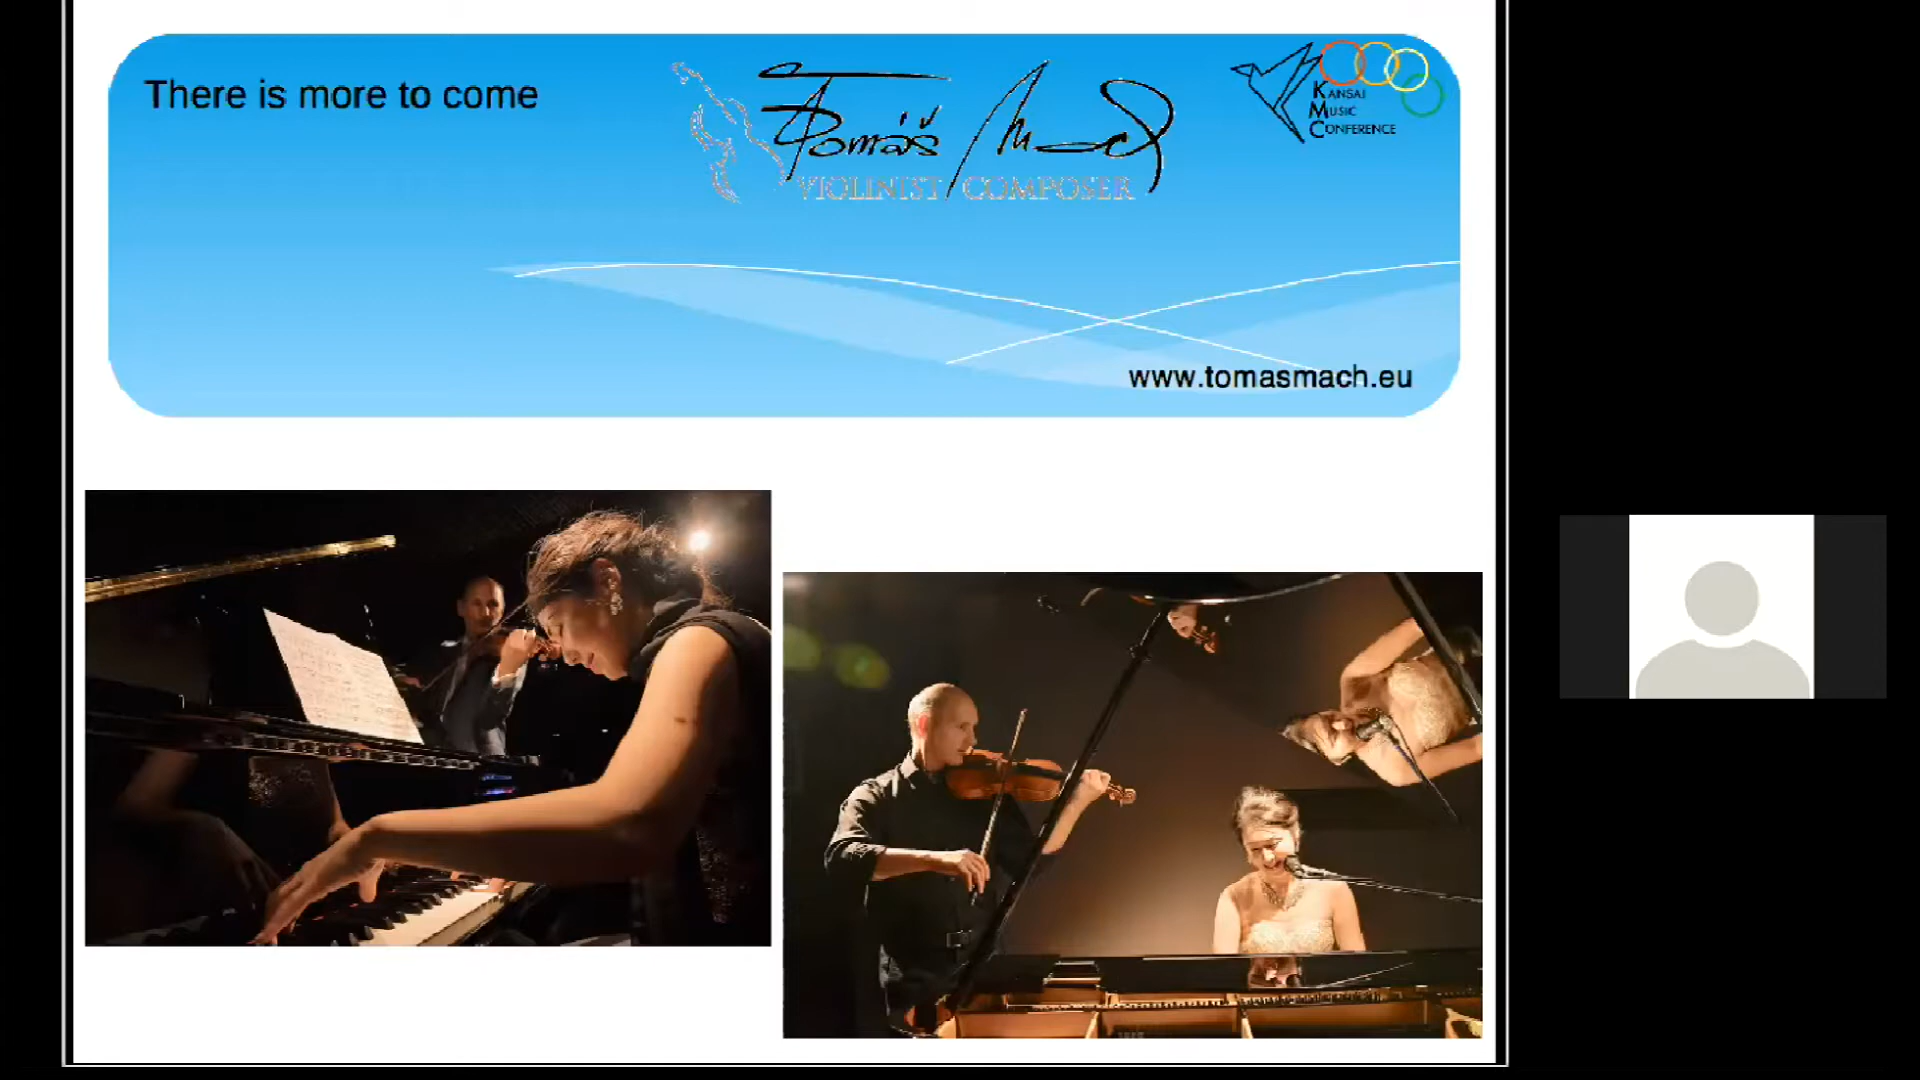 There is more to come
Tomáš Mach
VIOLINIST COMPOSER
KANSAI
MUSIC
CONFERENCE
www.tomasmach.eu